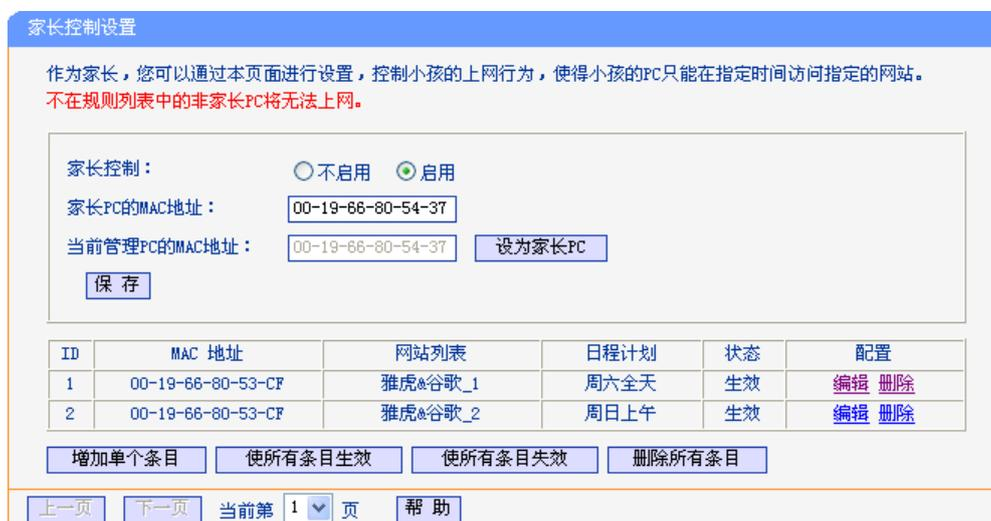 家长控制设置
作为家长，您可以通过本页面进行设置，控制小孩的上网行为，使得小孩的PC只能在指定时间访问指定的网站。
不在规则列表中的非家长PC将无法上网。
家长控制： 不启用 启用
家长PC的MAC地址： 00-19-66-80-54-37
当前管理PC的MAC地址： 00-19-66-80-54-37 设为家长PC
保 存
ID MAC 地址 网站列表 日程计划 状态 配置
1 00-19-66-80-53-CF 雅虎&谷歌_1 周六全天 生效 编辑 删除
2 00-19-66-80-53-CF 雅虎&谷歌_2 周日上午 生效 编辑 删除
增加单个条目 使所有条目生效 使所有条目失效 删除所有条目
上一页 下一页 当前第 1 页 帮 助